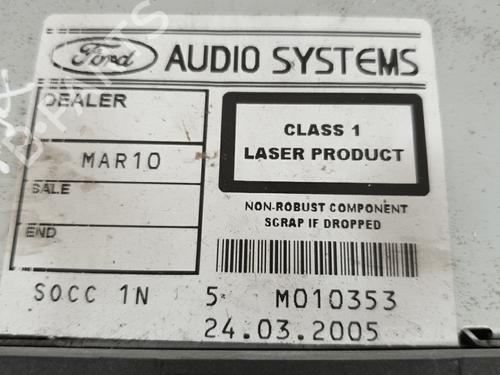 Ford AUDIO SYSTEMS
DEALER
MAR10
SALE
END
CLASS 1
LASER PRODUCT
NON-ROBUST COMPONENT
SCRAP IF DROPPED
SOCC 1N 5 M010353
24.03.2005